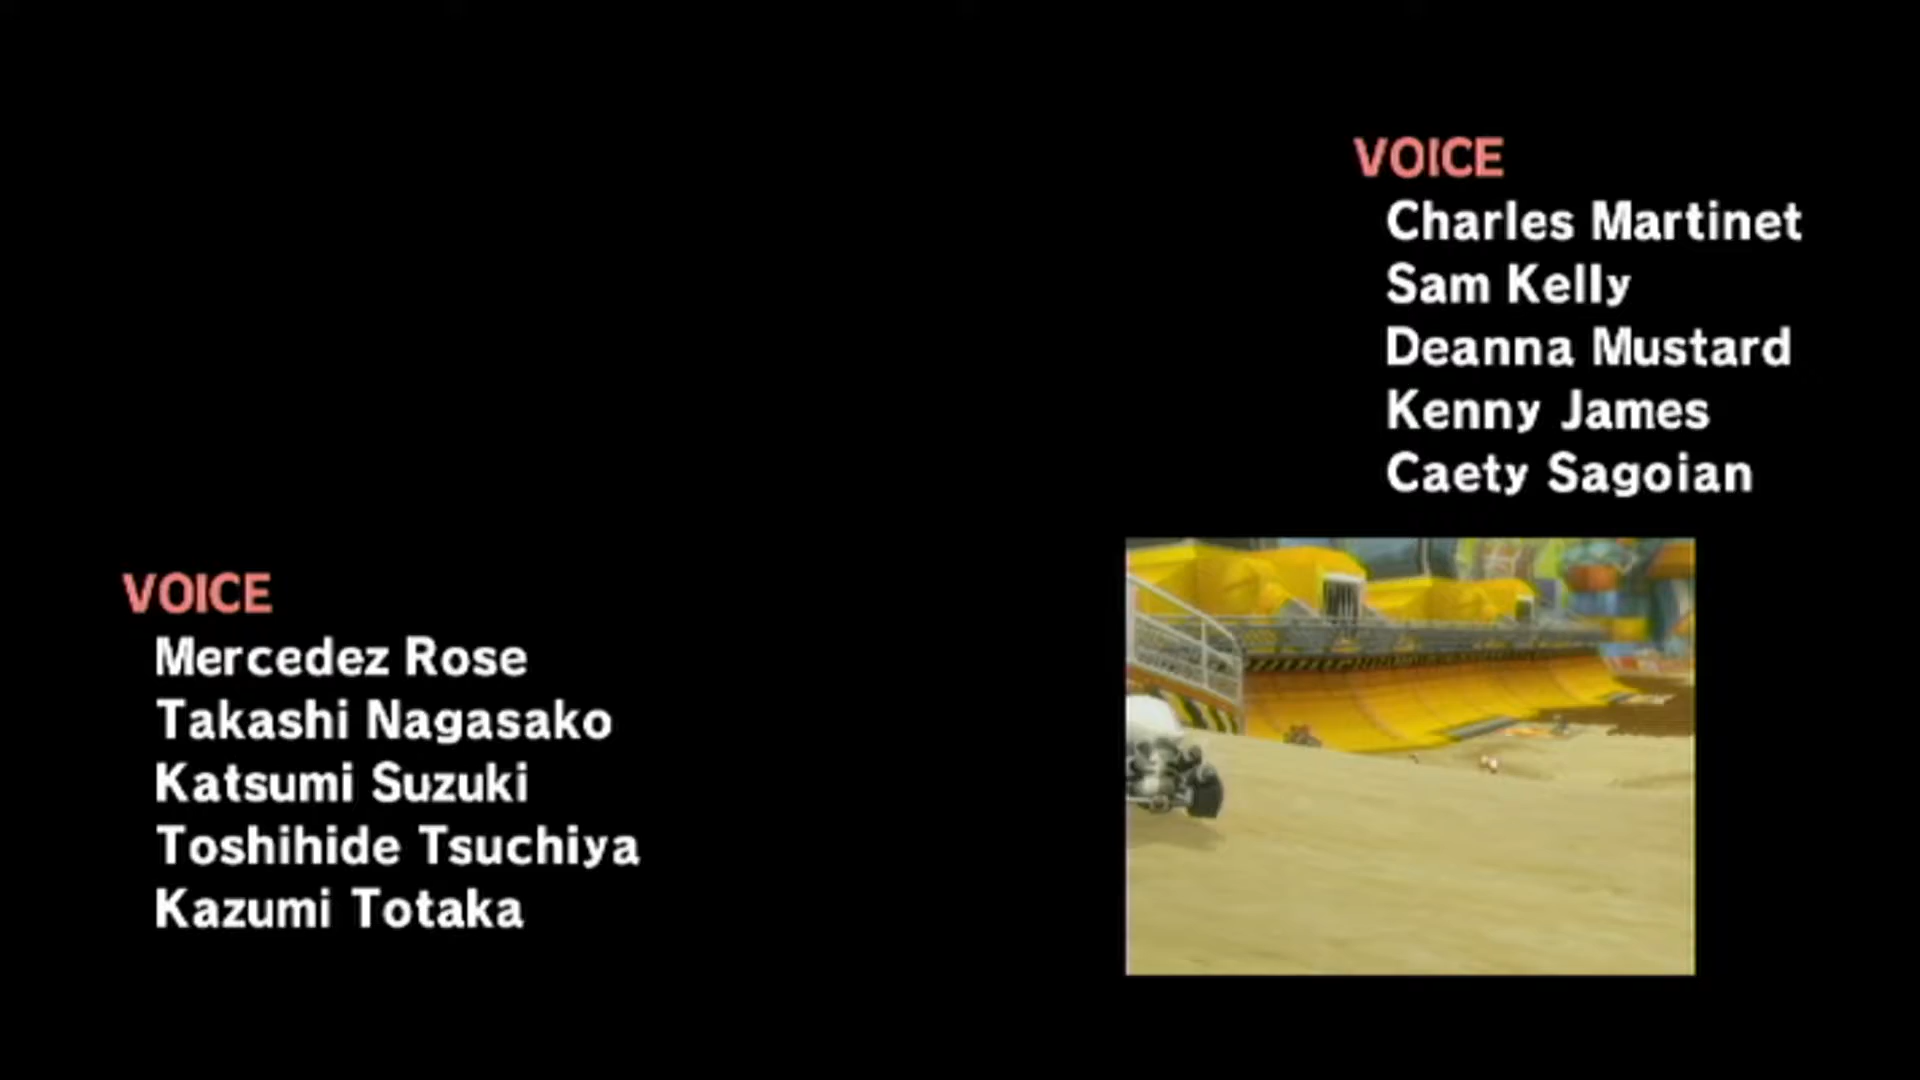 VOICE
Charles Martinet
Sam Kelly
Deanna Mustard
Kenny James
Caety Sagoian
VOICE
Mercedez Rose
Takashi Nagasako
Katsumi Suzuki
Toshihide Tsuchiya
Kazumi Totaka